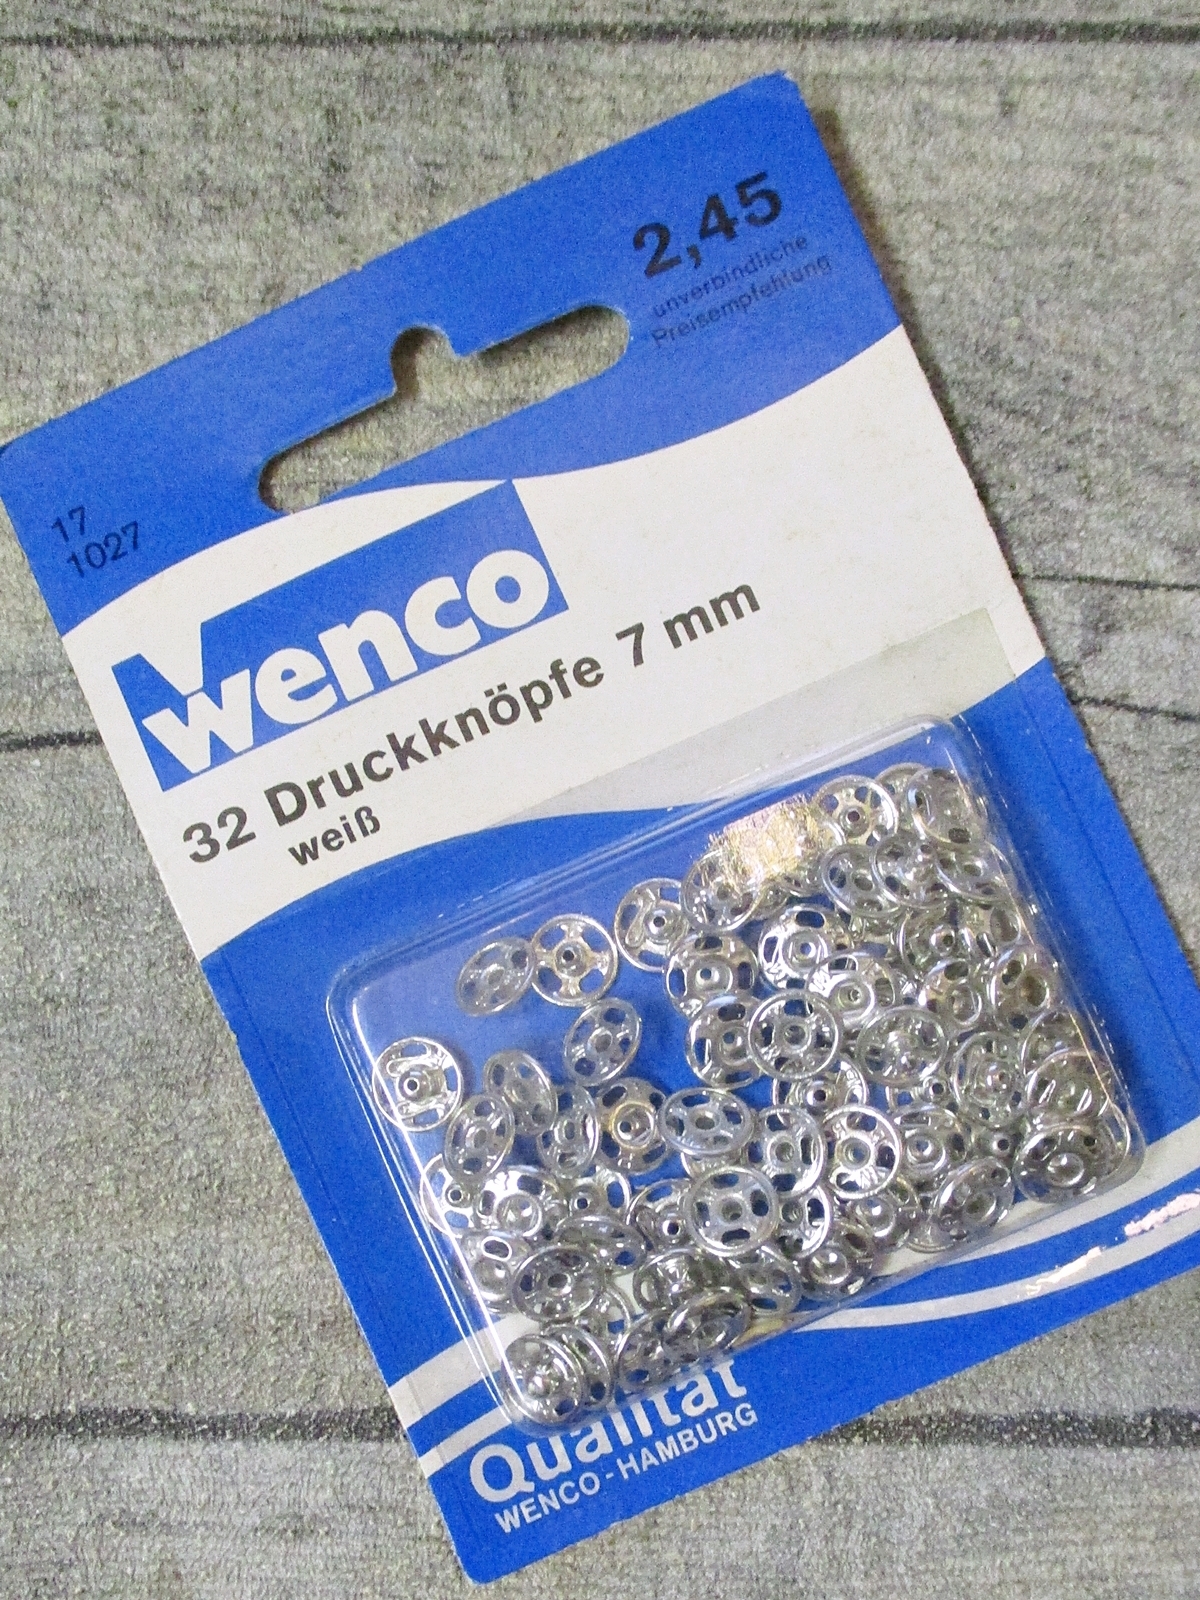 2,45
unverbindliche
Preisempfehlung
17
1027
wenco
32 Druckknöpfe 7 mm
weiß
Qualität
WENCO-HAMBURG